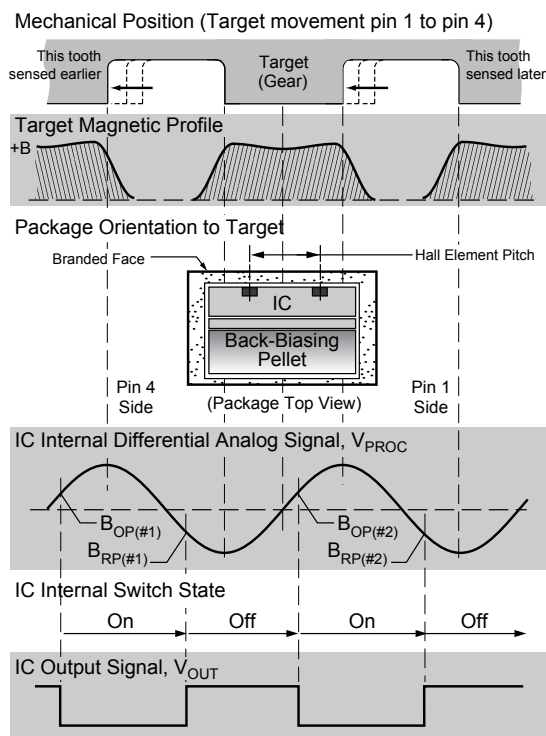 Mechanical Position (Target movement pin 1 to pin 4)
This tooth
sensed earlier
Target
(Gear)
This tooth
sensed later
Target Magnetic Profile
+B
Package Orientation to Target
Branded Face
Hall Element Pitch
IC
Back-Biasing
Pellet
Pin 4
Side
(Package Top View)
Pin 1
Side
IC Internal Differential Analog Signal, VPROC
BOP(#1)
BRP(#1)
BOP(#2)
BRP(#2)
IC Internal Switch State
On
Off
On
Off
IC Output Signal, VOUT